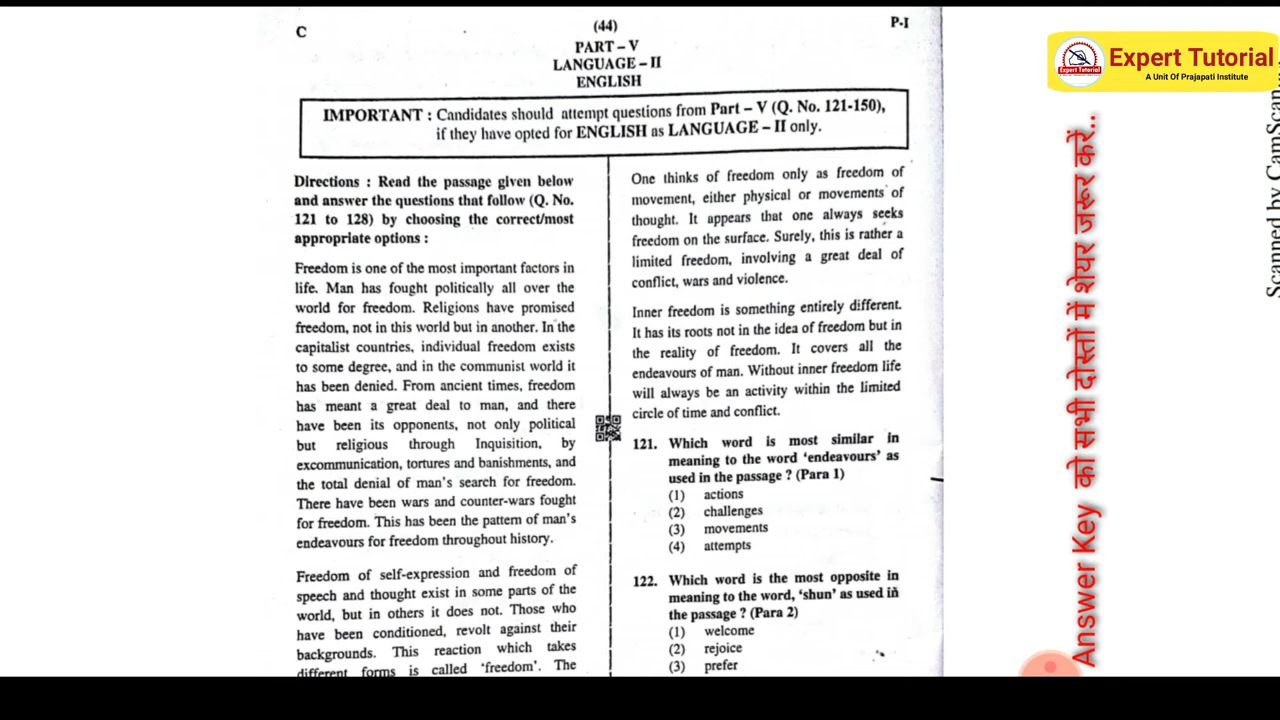 C
(44)
P-I
PART – V
LANGUAGE – II
ENGLISH
IMPORTANT : Candidates should attempt questions from Part – V (Q. No. 121-150),
if they have opted for ENGLISH as LANGUAGE – II only.
Directions : Read the passage given below
and answer the questions that follow (Q. No.
121 to 128) by choosing the correct/most
appropriate options :
Freedom is one of the most important factors in
life. Man has fought politically all over the
world for freedom. Religions have promised
freedom, not in this world but in another. In the
capitalist countries, individual freedom exists
to some degree, and in the communist world it
has been denied. From ancient times, freedom
has meant a great deal to man, and there
have been its opponents, not only political
but religious through Inquisition, by
excommunication, tortures and banishments, and
the total denial of man's search for freedom.
There have been wars and counter-wars fought
for freedom. This has been the pattern of man's
endeavours for freedom throughout history.
Freedom of self-expression and freedom of
speech and thought exist in some parts of the
world, but in others it does not. Those who
have been conditioned, revolt against their
backgrounds. This reaction which takes
different forms is called 'freedom'. The
One thinks of freedom only as freedom of
movement, either physical or movements of
thought. It appears that one always seeks
freedom on the surface. Surely, this is rather a
limited freedom, involving a great deal of
conflict, wars and violence.
Inner freedom is something entirely different.
It has its roots not in the idea of freedom but in
the reality of freedom. It covers all the
endeavours of man. Without inner freedom life
will always be an activity within the limited
circle of time and conflict.
121. Which word is most similar in
meaning to the word 'endeavours' as
used in the passage ? (Para 1)
(1) actions
(2) challenges
(3) movements
(4) attempts
122. Which word is the most opposite in
meaning to the word, 'shun' as used in
the passage ? (Para 2)
(1) welcome
(2) rejoice
(3) prefer
Expert Tutorial
Expert Tutorial
A Unit Of Prajapati Institute
Answer Key को सभी दोस्तों में शेयर जरूर करें..
Scanned by CamScan